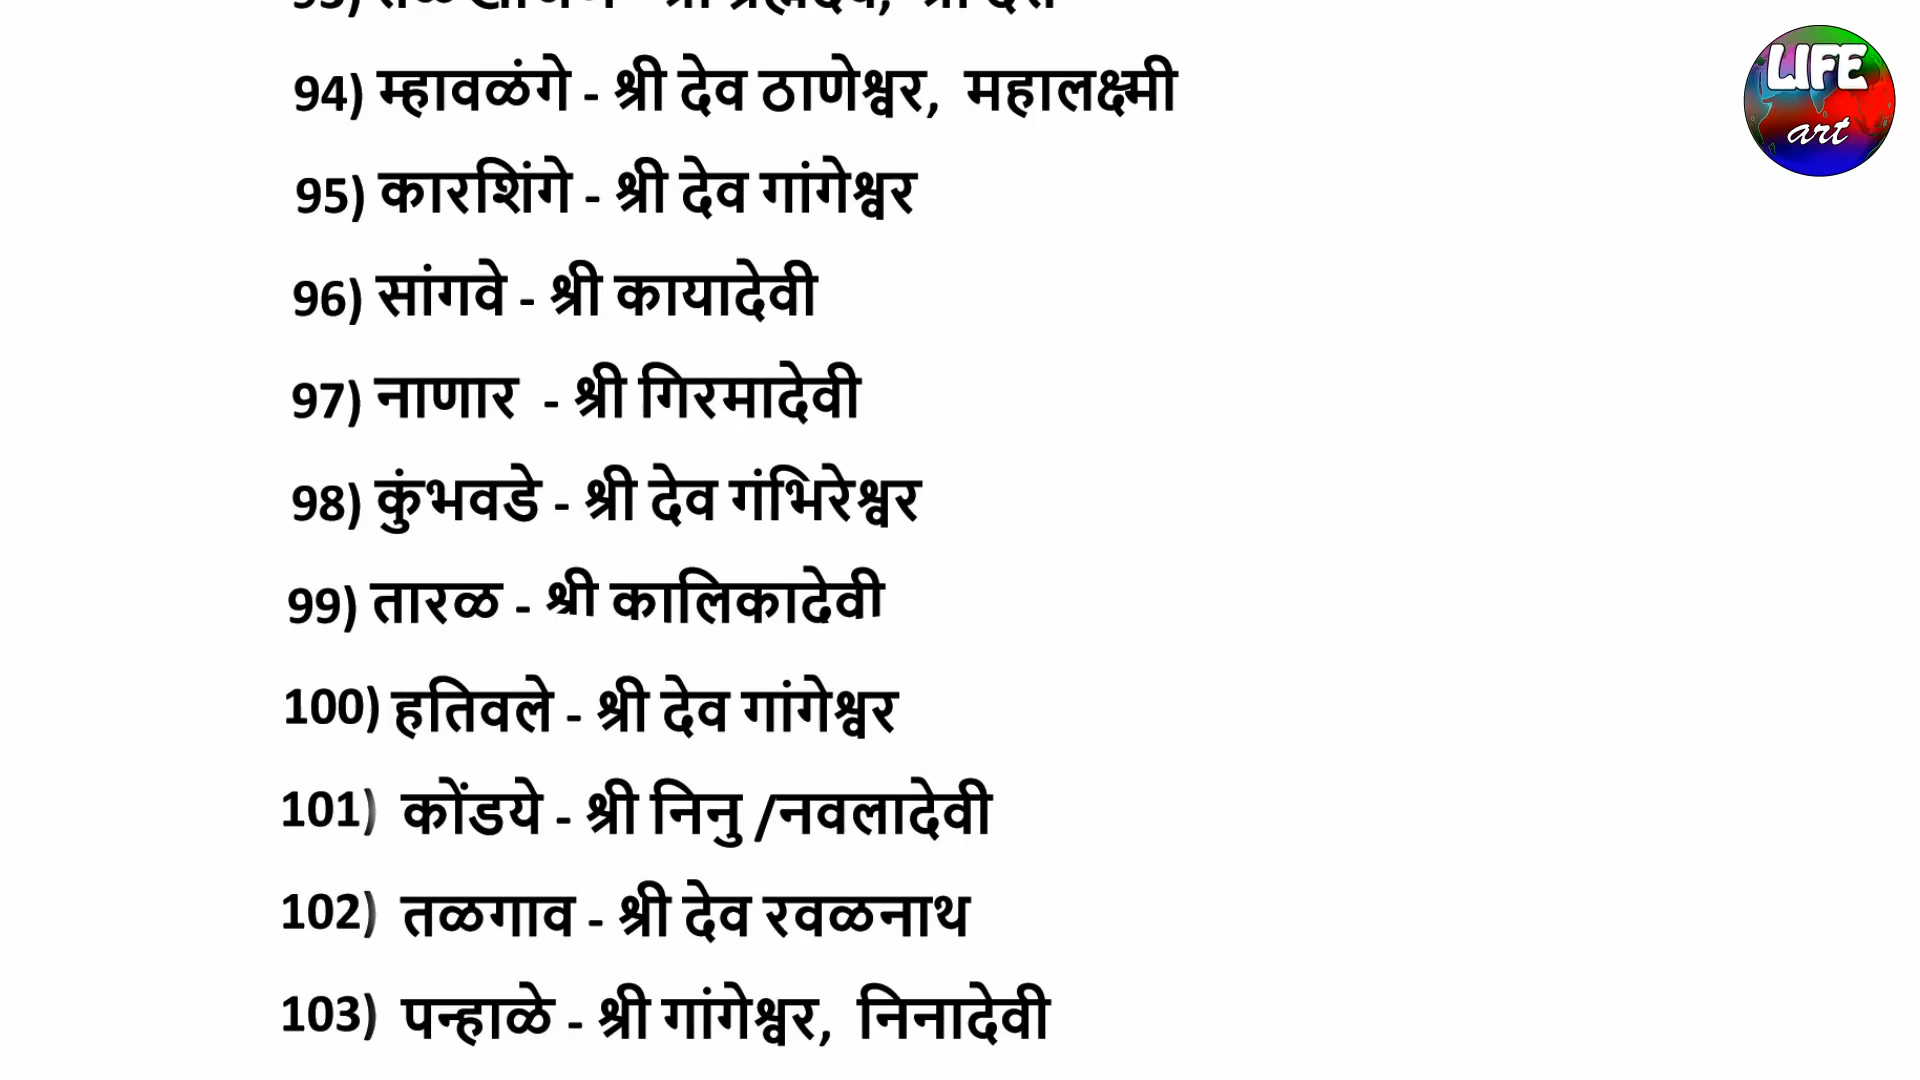 94) म्हावळंगे - श्री देव ठाणेश्वर, महालक्ष्मी
95) कारशिंगे - श्री देव गांगेश्वर
96) सांगवे - श्री कायादेवी
97) नाणार - श्री गिरमादेवी
98) कुंभवडे - श्री देव गंभिरेश्वर
99) तारळ - श्री कालिकादेवी
100) हतिवले - श्री देव गांगेश्वर
101) कोंडये - श्री निनु /नवलादेवी
102) तळगाव - श्री देव रवळनाथ
103) पन्हाळे - श्री गांगेश्वर, निनादेवी
LIFE
art